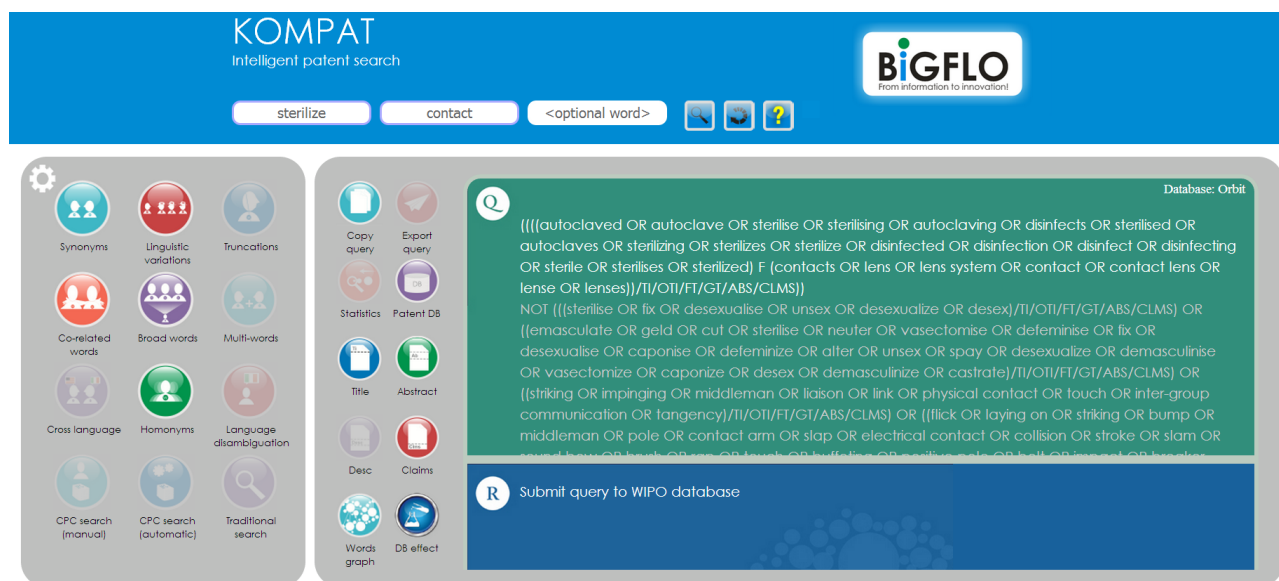 KOMPAT
Intelligent patent search
BiGFLO
From information to innovation!
sterilize
contact
<optional word>
?
Synonyms
Linguistic
variations
Truncations
Co-related
words
Broad words
Multi-words
Cross language
Homonyms
Language
disambiguation
CPC search
(manual)
CPC search
(automatic)
Traditional
search
Copy
query
Export
query
Statistics
Patent DB
Title
Abstract
Desc
Claims
Words
graph
DB effect
Database: Orbit
Q
((((autoclaved OR autoclave OR sterilise OR sterilising OR autoclaving OR disinfects OR sterilised OR
autoclaves OR sterilizing OR sterilizes OR sterilize OR disinfected OR disinfection OR disinfect OR disinfecting
OR sterile OR sterilises OR sterilized) F (contacts OR lens OR lens system OR contact OR contact lens OR
lense OR lenses))/TI/OTI/FT/GT/ABS/CLMS))
NOT (((sterilise OR fix OR desexualise OR unsex OR desexualize OR desex)/TI/OTI/FT/GT/ABS/CLMS) OR
((emasculate OR geld OR cut OR sterilise OR neuter OR vasectomise OR defeminise OR fix OR
desexualise OR caponise OR defeminize OR alter OR unsex OR spay OR desexualize OR demasculinise
OR vasectomize OR caponize OR desex OR demasculinize OR castrate)/TI/OTI/FT/GT/ABS/CLMS) OR
((striking OR impinging OR middleman OR liaison OR link OR physical contact OR touch OR inter-group
communication OR tangency)/TI/OTI/FT/GT/ABS/CLMS) OR ((flick OR laying on OR striking OR bump OR
middleman OR pole OR contact arm OR slap OR electrical contact OR collision OR stroke OR slam OR
R
Submit query to WIPO database